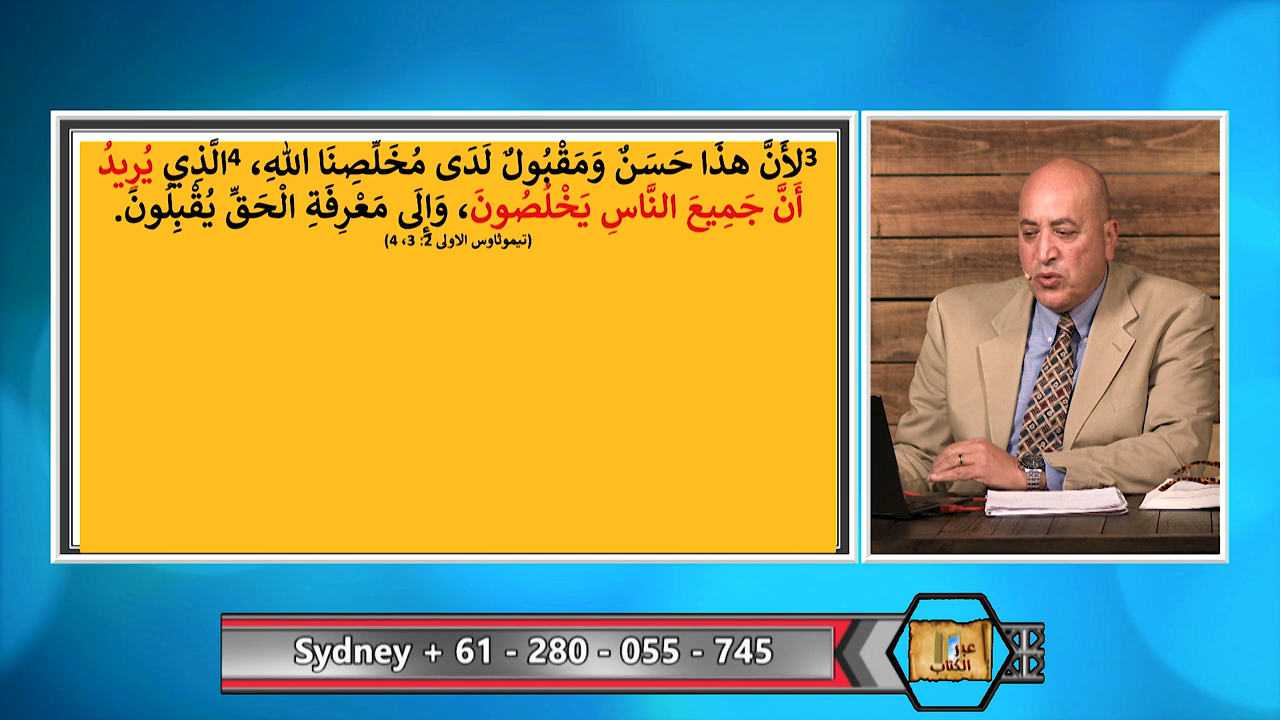 3لأَنَّ هذَا حَسَنٌ وَمَقْبُولٌ لَدَى مُخَلِّصِنَا اللهِ، 4الَّذِي يُرِيدُ
أَنَّ جَمِيعَ النَّاسِ يَخْلُصُونَ، وَإِلَى مَعْرِفَةِ الْحَقِّ يُقْبِلُونَ.
(تيموثاوس الاولى 2: 3، 4)
Sydney + 61 - 280 - 055 - 745
عبر
الكتاب